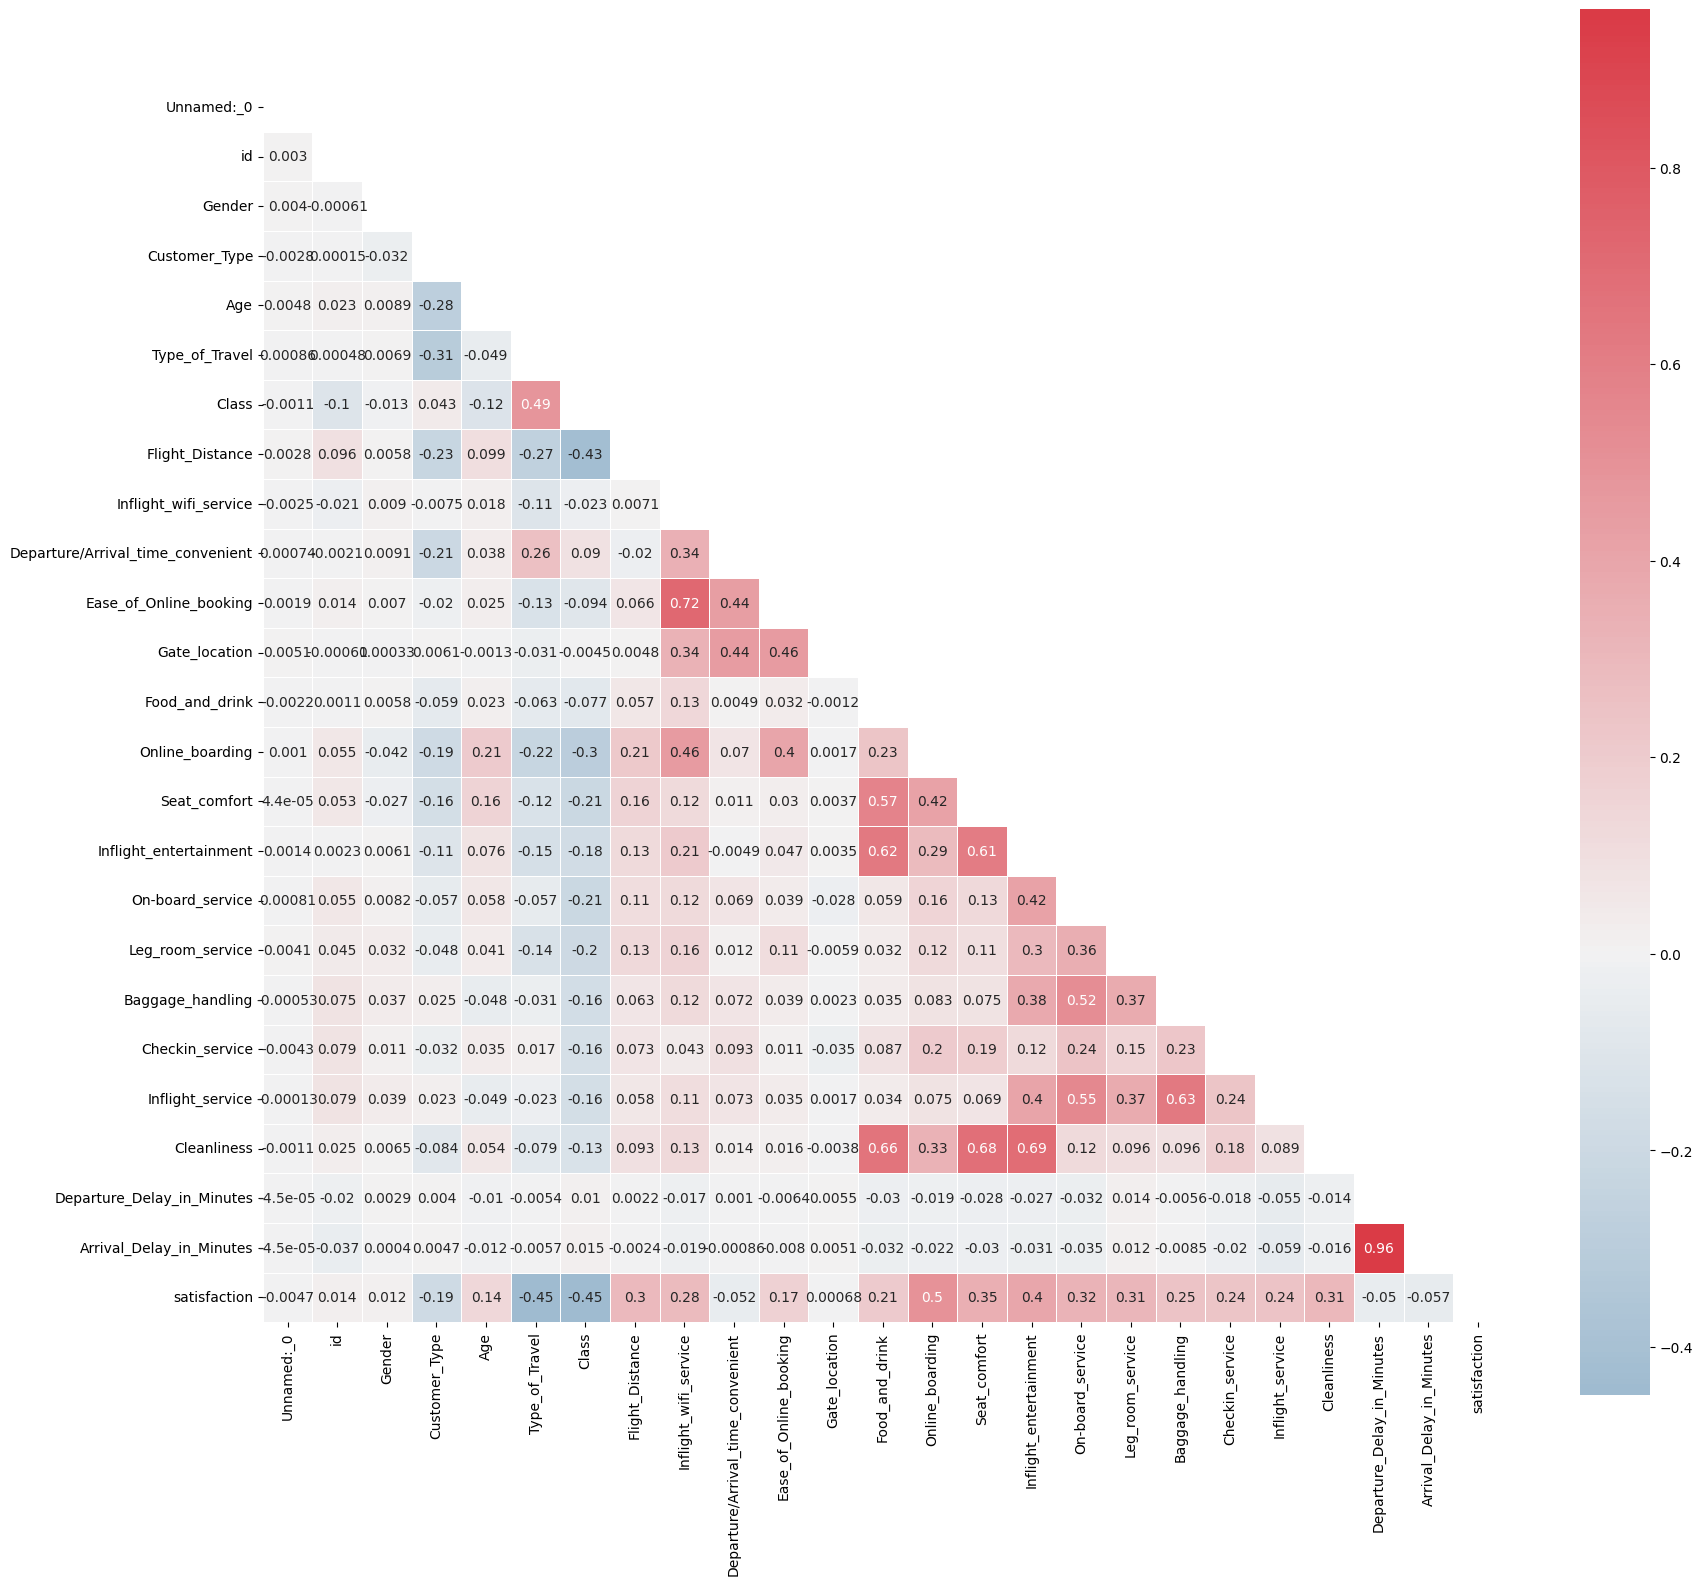 Unnamed:_0
id 0.003
Gender 0.004 -0.00061
Customer_Type -0.0028 0.00015 -0.032
Age 0.0048 0.023 0.0089 -0.28
Type_of_Travel 0.00048 0.0069 -0.31 -0.049
Class -0.0011 -0.1 -0.013 0.043 -0.12 0.49
Flight_Distance 0.096 0.0058 -0.23 0.099 -0.27 -0.43
Inflight_wifi_service -0.0025 -0.021 0.009 -0.0075 0.018 -0.11 -0.023 0.0071
Departure/Arrival_time_convenient -0.0021 0.0091 -0.21 0.038 0.26 0.09 -0.02 0.34
Ease_of_Online_booking 0.014 0.007 -0.02 0.025 -0.13 -0.094 0.066 0.72 0.44
Gate_location -0.00061 0.00033 0.0061 -0.0013 -0.031 -0.0045 0.0048 0.34 0.44 0.46
Food_and_drink 0.0011 0.0058 -0.059 0.023 -0.063 -0.077 0.057 0.13 0.0049 0.032 -0.0012
Online_boarding 0.001 0.055 -0.042 -0.19 0.21 -0.22 -0.3 0.21 0.46 0.07 0.4 0.0017 0.23
Seat_comfort 0.053 -0.027 -0.16 0.16 -0.12 -0.21 0.16 0.12 0.011 0.03 0.0037 0.57 0.42
Inflight_entertainment 0.0014 0.0023 0.0061 -0.11 0.076 -0.15 -0.18 0.13 0.21 -0.0049 0.047 0.0035 0.62 0.29 0.61
On-board_service 0.055 0.0082 -0.057 0.058 -0.057 -0.21 0.11 0.12 0.069 0.039 -0.028 0.059 0.16 0.13 0.42
Leg_room_service 0.0041 0.045 0.032 -0.048 0.041 -0.14 -0.2 0.13 0.16 0.012 0.11 -0.0059 0.032 0.12 0.11 0.3 0.36
Baggage_handling 0.075 0.037 0.025 -0.048 -0.031 -0.16 0.063 0.12 0.072 0.039 0.0023 0.035 0.083 0.075 0.38 0.52 0.37
Checkin_service -0.0043 0.079 0.011 -0.032 0.035 0.017 -0.16 0.073 0.043 0.093 0.011 -0.035 0.087 0.2 0.19 0.12 0.24 0.15 0.23
Inflight_service 0.079 0.039 0.023 -0.049 -0.023 -0.16 0.058 0.11 0.073 0.035 0.0017 0.034 0.075 0.069 0.4 0.55 0.37 0.63 0.24
Cleanliness -0.0011 0.025 0.0065 -0.084 0.054 -0.079 -0.13 0.093 0.13 0.014 0.016 -0.0038 0.66 0.33 0.68 0.69 0.12 0.096 0.096 0.18 0.089
Departure_Delay_in_Minutes -0.02 0.0029 0.004 -0.01 -0.0054 0.01 0.0022 -0.017 0.001 -0.0064 0.0055 -0.03 -0.019 -0.028 -0.027 -0.032 0.014 -0.0056 -0.018 -0.055 -0.014
Arrival_Delay_in_Minutes -0.037 0.0004 0.0047 -0.012 -0.0057 0.015 -0.0024 -0.019 -0.00086 -0.008 0.0051 -0.032 -0.022 -0.03 -0.031 -0.035 0.012 -0.0085 -0.02 -0.059 -0.016 0.96
satisfaction -0.0047 0.014 0.012 -0.19 0.14 -0.45 -0.45 0.3 0.28 -0.052 0.17 0.00068 0.21 0.5 0.35 0.4 0.32 0.31 0.25 0.24 0.24 0.31 -0.05 -0.057
Unnamed:_0
id
Gender
Customer_Type
Age
Type_of_Travel
Class
Flight_Distance
Inflight_wifi_service
Departure/Arrival_time_convenient
Ease_of_Online_booking
Gate_location
Food_and_drink
Online_boarding
Seat_comfort
Inflight_entertainment
On-board_service
Leg_room_service
Baggage_handling
Checkin_service
Inflight_service
Cleanliness
Departure_Delay_in_Minutes
Arrival_Delay_in_Minutes
satisfaction
0.8
0.6
0.4
0.2
0.0
−0.2
−0.4